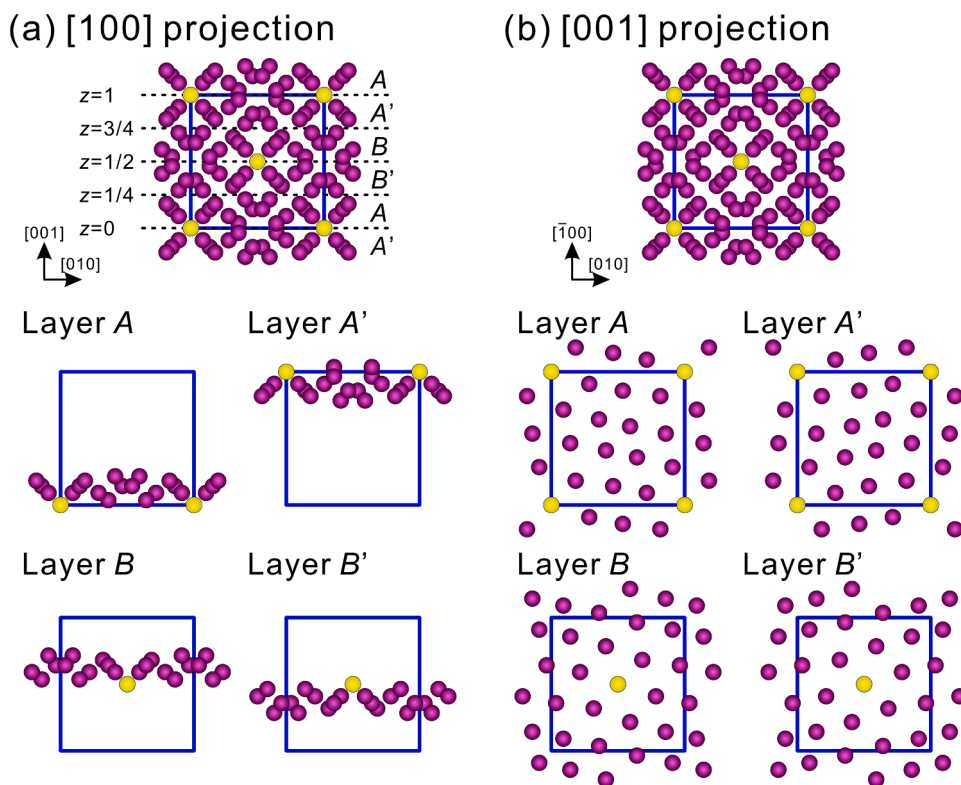 (a) [100] projection
z=1
z=3/4
z=1/2
z=1/4
z=0
A
A’
B
B’
A
A’
[001]
[010]
Layer A
Layer A’
Layer B
Layer B’
(b) [001] projection
[1̄00]
[010]
Layer A
Layer A’
Layer B
Layer B’